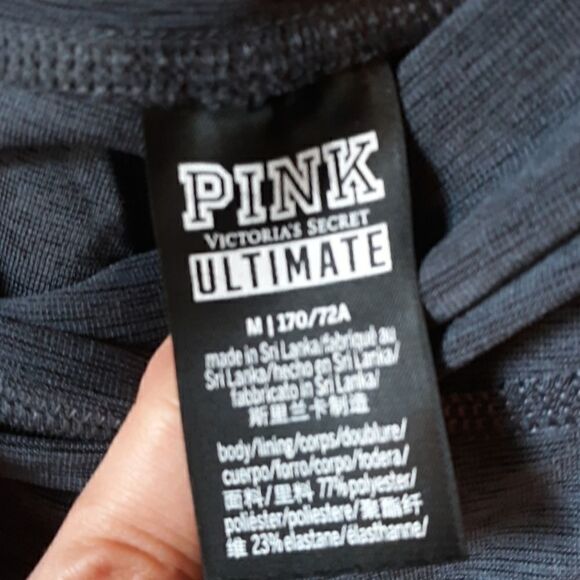 PINK
VICTORIA'S SECRET
ULTIMATE
M | 170/72A
made in Sri Lanka/fabriqué au
Sri Lanka/hecho en Sri Lanka/
fabbricato in Sri Lanka/
斯里兰卡制造
body/lining/corps/doublure/
cuerpo/forro/corpo/fodera/
面料/里料 77% polyester/
poliéster/poliestere/聚酯纤
维 23% elastane/élasthanne/